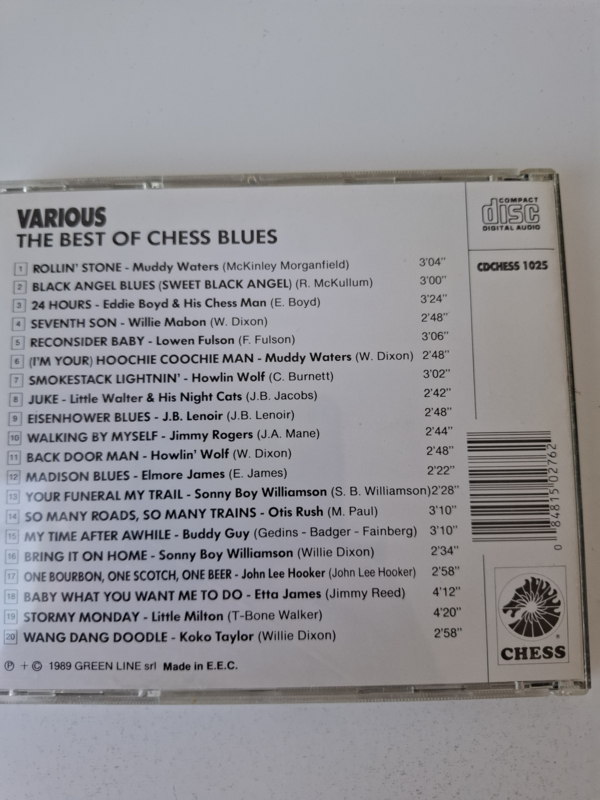 VARIOUS
THE BEST OF CHESS BLUES
COMPACT
disc
DIGITAL AUDIO
CDCHESS 1025
1 ROLLIN' STONE - Muddy Waters (McKinley Morganfield) 3'04"
2 BLACK ANGEL BLUES (SWEET BLACK ANGEL) (R. McKullum) 3'00"
3 24 HOURS - Eddie Boyd & His Chess Man (E. Boyd) 3'24"
4 SEVENTH SON - Willie Mabon (W. Dixon) 2'48"
5 RECONSIDER BABY - Lowen Fulson (F. Fulson) 3'06"
6 (I'M YOUR) HOOCHIE COOCHIE MAN - Muddy Waters (W. Dixon) 2'48"
7 SMOKESTACK LIGHTNIN' - Howlin Wolf (C. Burnett) 3'02"
8 JUKE - Little Walter & His Night Cats (J.B. Jacobs) 2'42"
9 EISENHOWER BLUES - J.B. Lenoir (J.B. Lenoir) 2'48"
10 WALKING BY MYSELF - Jimmy Rogers (J.A. Mane) 2'44"
11 BACK DOOR MAN - Howlin' Wolf (W. Dixon) 2'48"
12 MADISON BLUES - Elmore James (E. James) 2'22"
13 YOUR FUNERAL MY TRAIL - Sonny Boy Williamson (S. B. Williamson) 2'28"
14 SO MANY ROADS, SO MANY TRAINS - Otis Rush (M. Paul) 3'10"
15 MY TIME AFTER AWHILE - Buddy Guy (Gedins - Badger - Fainberg) 3'10"
16 BRING IT ON HOME - Sonny Boy Williamson (Willie Dixon) 2'34"
17 ONE BOURBON, ONE SCOTCH, ONE BEER - John Lee Hooker (John Lee Hooker) 2'58"
18 BABY WHAT YOU WANT ME TO DO - Etta James (Jimmy Reed) 4'12"
19 STORMY MONDAY - Little Milton (T-Bone Walker) 4'20"
20 WANG DANG DOODLE - Koko Taylor (Willie Dixon) 2'58"
℗ + © 1989 GREEN LINE srl Made in E.E.C.
0 84815 02762
CHESS